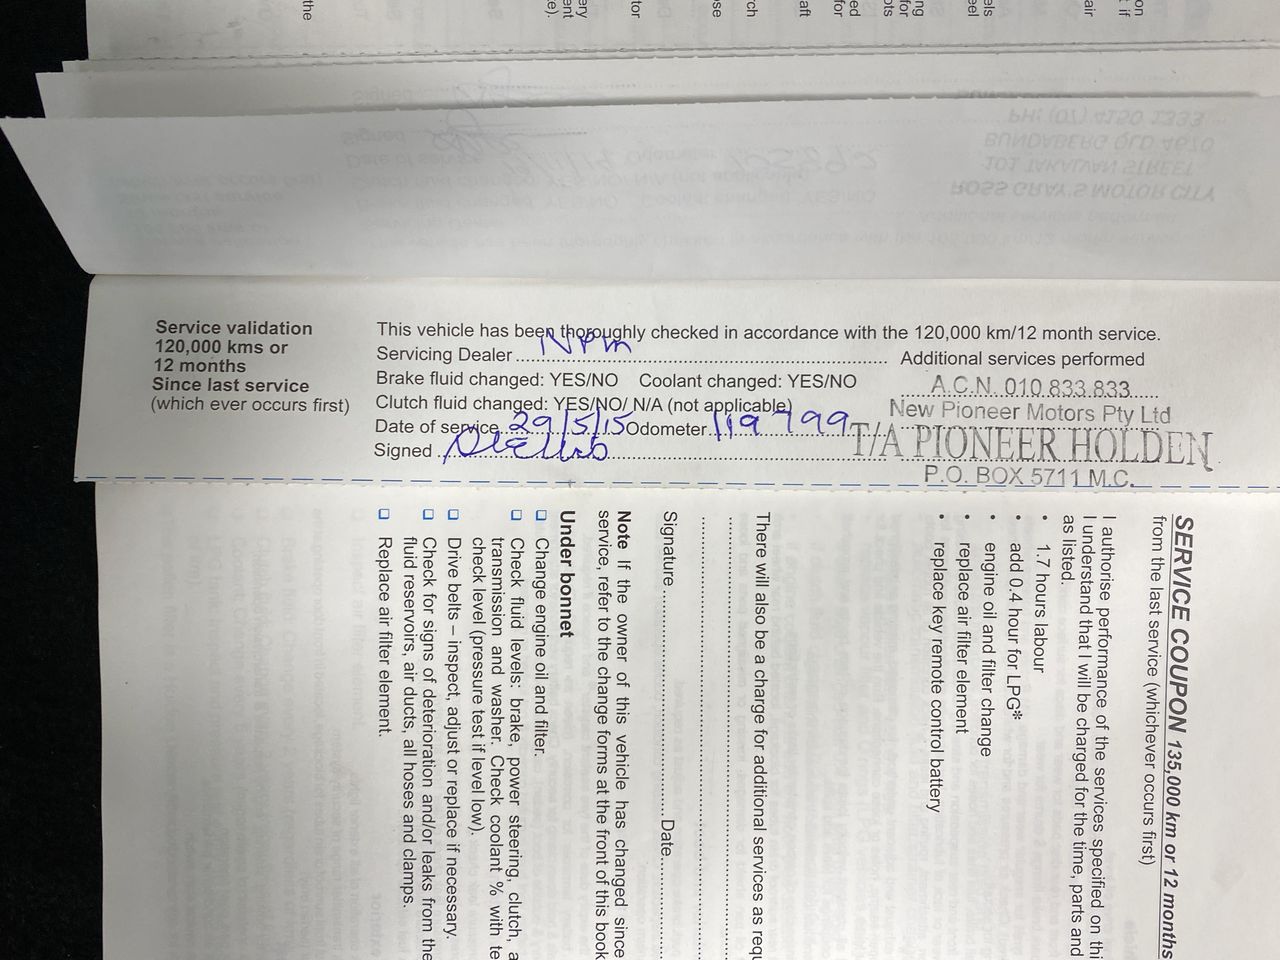 Service validation
120,000 kms or
12 months
Since last service
(which ever occurs first)
This vehicle has been thoroughly checked in accordance with the 120,000 km/12 month service.
Servicing Dealer NPM
Additional services performed
Brake fluid changed: YES/NO Coolant changed: YES/NO
Clutch fluid changed: YES/NO/ N/A (not applicable)
Date of service 29/5/15 Odometer 119799
Signed
A.C.N. 010.833.833
New Pioneer Motors Pty Ltd
T/A PIONEER HOLDEN
P.O. BOX 5711 M.C.
SERVICE COUPON 135,000 km or 12 months
from the last service (whichever occurs first)
I authorise performance of the services specified on
I understand that I will be charged for the time, parts and
as listed.
• 1.7 hours labour
• add 0.4 hour for LPG*
• engine oil and filter change
• replace air filter element
• replace key remote control battery
There will also be a charge for additional services as
Signature Date
Note If the owner of this vehicle has changed since
service, refer to the change forms at the front of this book
Under bonnet
❑ Change engine oil and filter.
❑ Check fluid levels: brake, power steering, clutch,
transmission and washer. Check coolant % with
check level (pressure test if level low).
❑ Drive belts – inspect, adjust or replace if necessary.
❑ Check for signs of deterioration and/or leaks from the
fluid reservoirs, air ducts, all hoses and clamps.
❑ Replace air filter element.